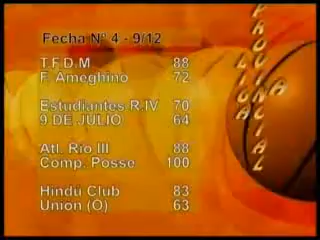 Fecha Nº 4 - 9/12
T.F.D.M 88
F. Ameghino 72
Estudiantes R.IV 70
9 DE JULIO 64
Atl. Rio III 88
Comp. Posse 100
Hindú Club 83
Union (O) 63
LIGA
PROVINCIAL